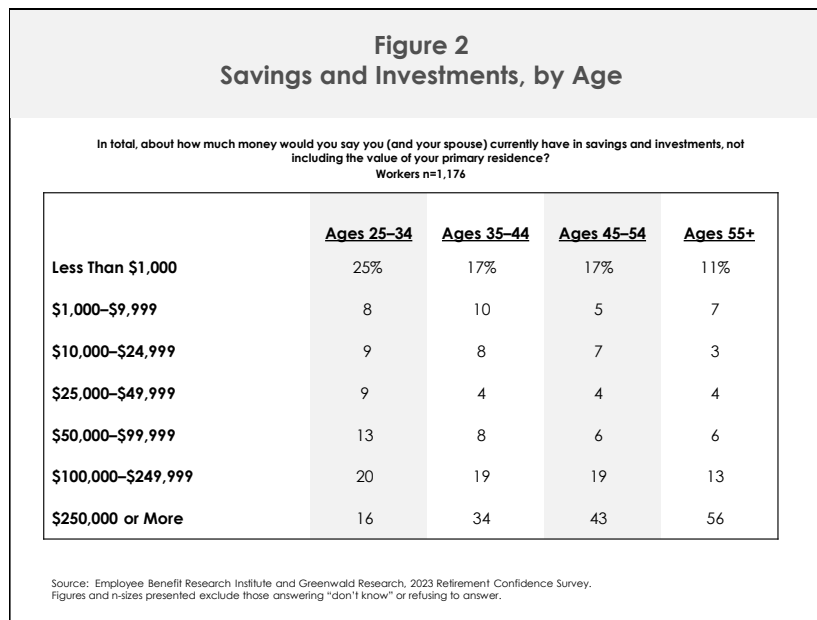 Figure 2
Savings and Investments, by Age
In total, about how much money would you say you (and your spouse) currently have in savings and investments, not
including the value of your primary residence?
Workers n=1,176
Ages 25–34 Ages 35–44 Ages 45–54 Ages 55+
Less Than $1,000 25% 17% 17% 11%
$1,000–$9,999 8 10 5 7
$10,000–$24,999 9 8 7 3
$25,000–$49,999 9 4 4 4
$50,000–$99,999 13 8 6 6
$100,000–$249,999 20 19 19 13
$250,000 or More 16 34 43 56
Source: Employee Benefit Research Institute and Greenwald Research, 2023 Retirement Confidence Survey.
Figures and n-sizes presented exclude those answering “don’t know” or refusing to answer.